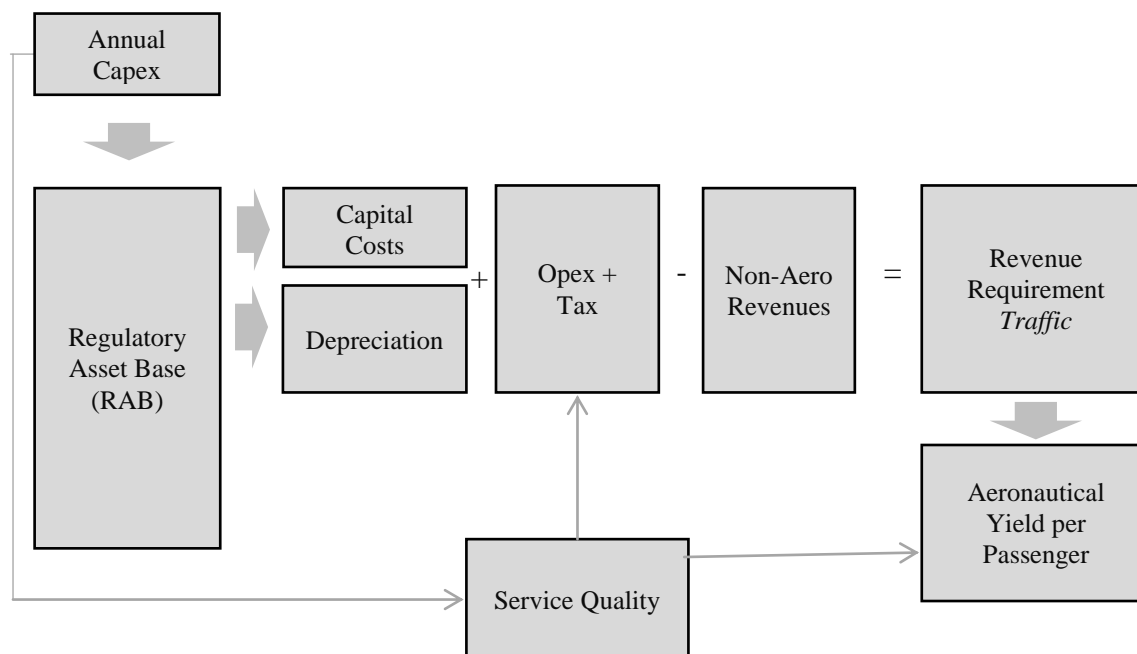 Annual
Capex
Regulatory
Asset Base
(RAB)
Capital
Costs
Depreciation
+
Opex +
Tax
-
Non-Aero
Revenues
=
Revenue
Requirement
Traffic
Aeronautical
Yield per
Passenger
Service Quality